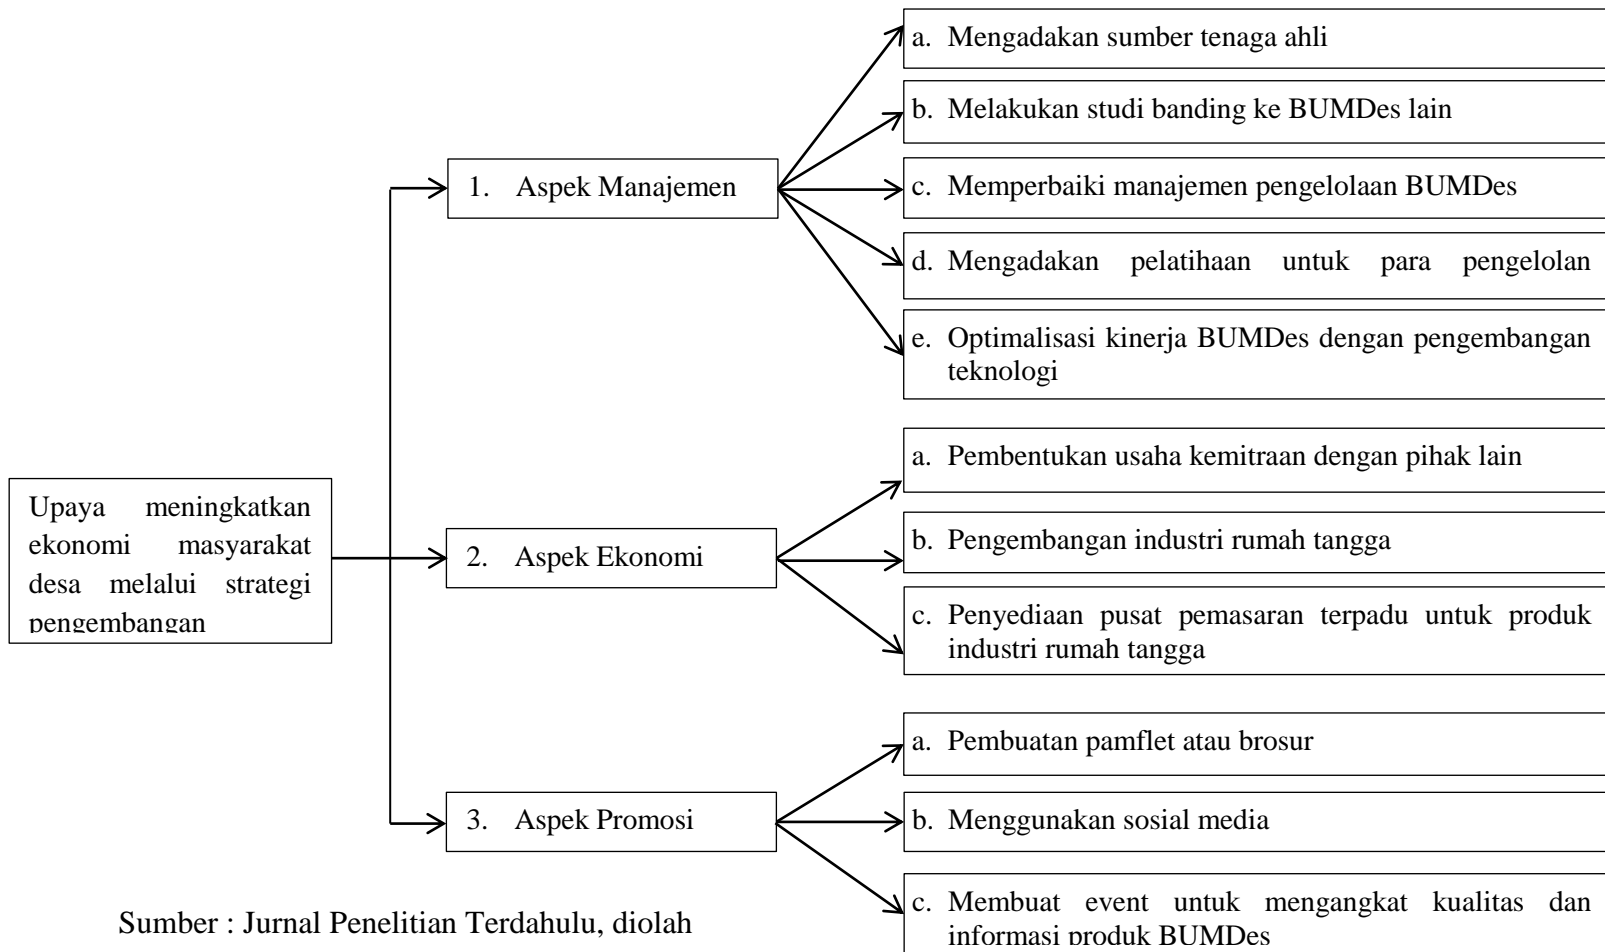 a. Mengadakan sumber tenaga ahli
b. Melakukan studi banding ke BUMDes lain
1. Aspek Manajemen
c. Memperbaiki manajemen pengelolaan BUMDes
d. Mengadakan pelatihaan untuk para pengelolan
e. Optimalisasi kinerja BUMDes dengan pengembangan
teknologi
Upaya meningkatkan
ekonomi masyarakat
desa melalui strategi
pengembangan
2. Aspek Ekonomi
a. Pembentukan usaha kemitraan dengan pihak lain
b. Pengembangan industri rumah tangga
c. Penyediaan pusat pemasaran terpadu untuk produk
industri rumah tangga
3. Aspek Promosi
a. Pembuatan pamflet atau brosur
b. Menggunakan sosial media
c. Membuat event untuk mengangkat kualitas dan
informasi produk BUMDes
Sumber : Jurnal Penelitian Terdahulu, diolah